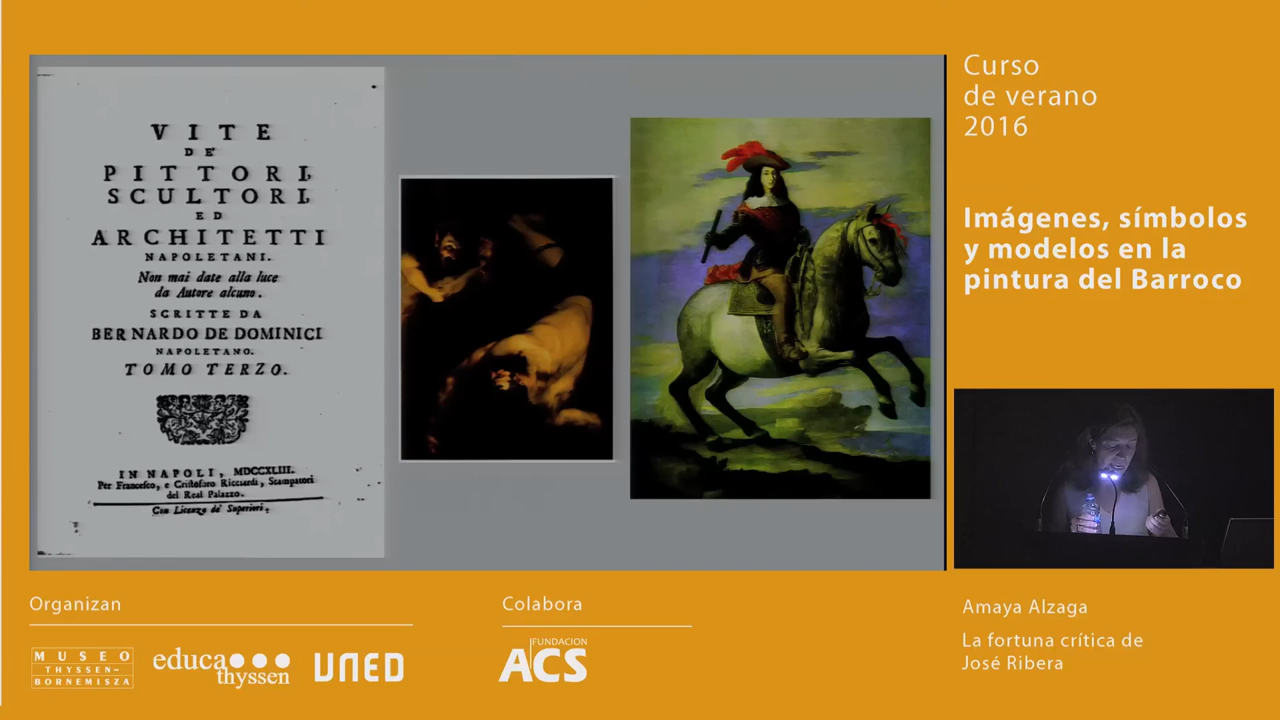 VITE
DE'
PITTORI,
SCULTORI,
ED
ARCHITETTI
NAPOLETANI.
Non mai date alla luce
da Autore alcuno.
SCRITTE DA
BERNARDO DE DOMINICI
NAPOLETANO.
TOMO TERZO.
IN NAPOLI, MDCCXLIII.
Per Francesco, e Cristoforo Ricciardi, Stampatori
del Real Palazzo.
Con Licenza de' Superiori.
Curso
de verano
2016
Imágenes, símbolos
y modelos en la
pintura del Barroco
Amaya Alzaga
La fortuna crítica de
José Ribera
Organizan
MUSEO
THYSSEN-
BORNEMISZA
educa
thyssen
UNED
Colabora
FUNDACION
ACS